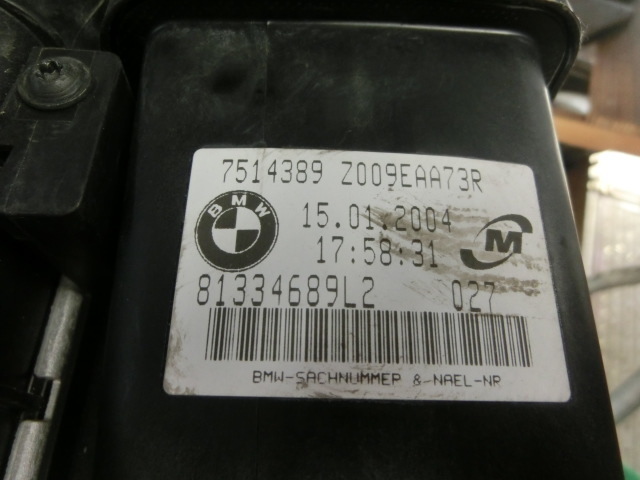 7514389 Z009EAA73R
BMW
15.01.2004
M
17:58:31
81334689L2 027
BMW-SACHNUMMER & NAEL-NR